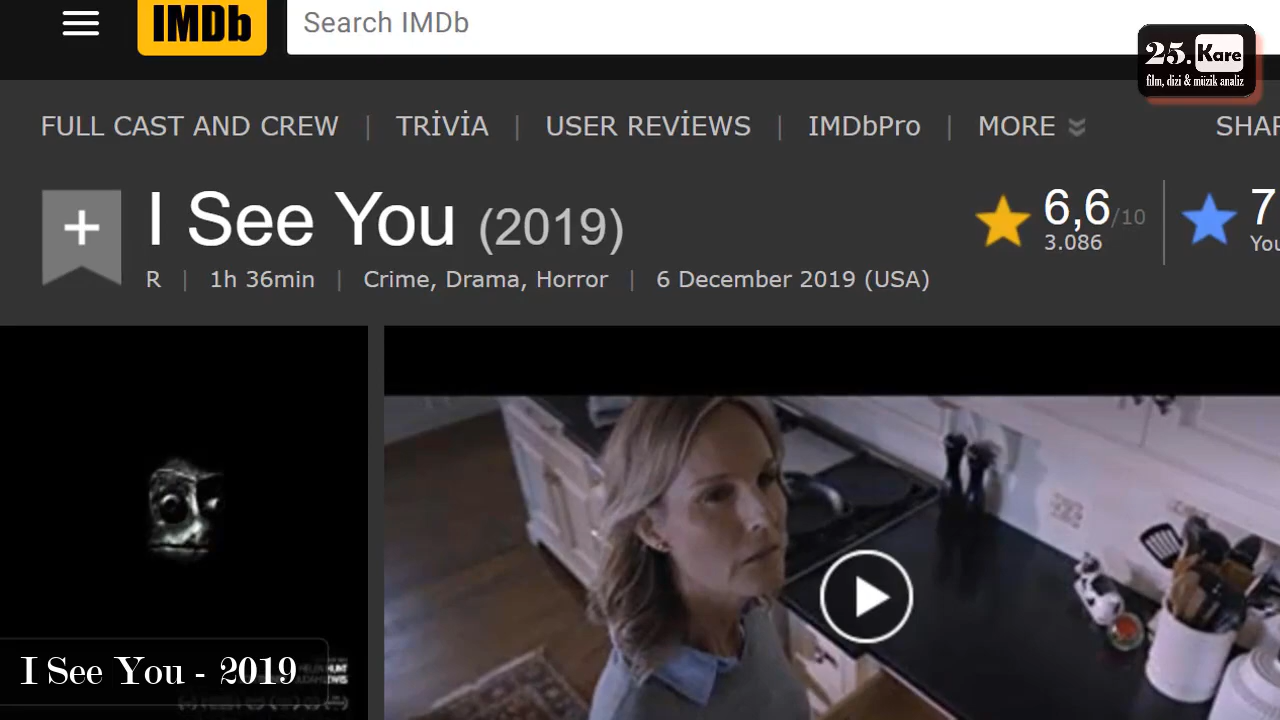 IMDb
Search IMDb
25. Kare
film, dizi & müzik analiz
FULL CAST AND CREW | TRİVİA | USER REVİEWS | IMDbPro | MORE
I See You (2019)
6,6/10
3.086
R | 1h 36min | Crime, Drama, Horror | 6 December 2019 (USA)
HUNT
I See You - 2019